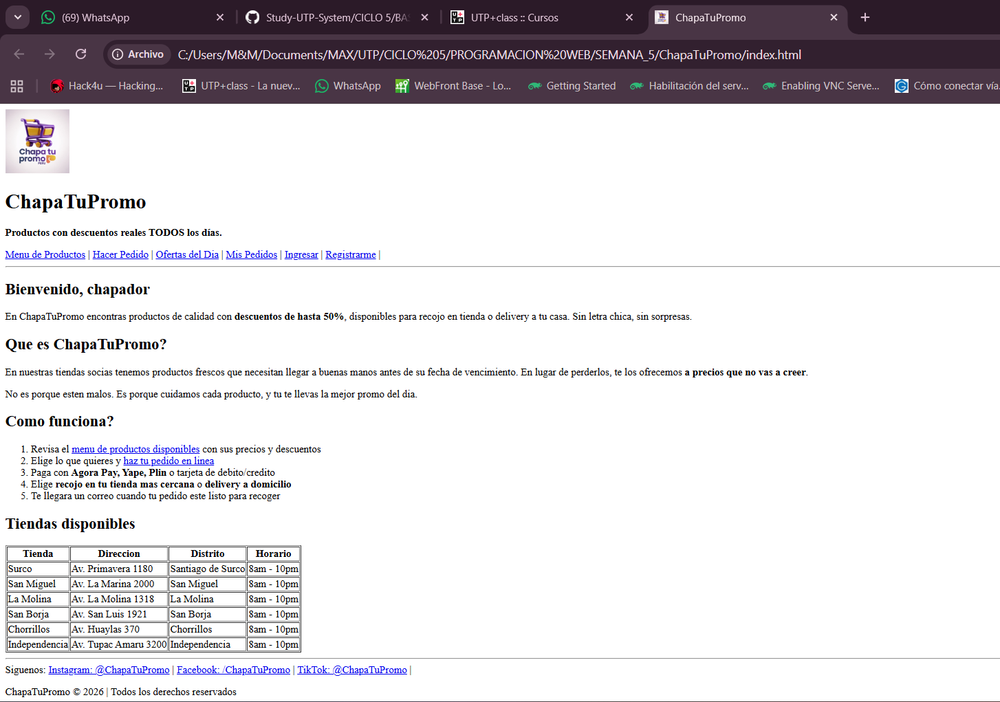 (69) WhatsApp
Study-UTP-System/CICLO 5/BAS
UTP+class :: Cursos
ChapaTuPromo
Archivo
C:/Users/M&M/Documents/MAX/UTP/CICLO%205/PROGRAMACION%20WEB/SEMANA_5/ChapaTuPromo/index.html
Hack4u — Hacking...
UTP+class - La nuev...
WhatsApp
WebFront Base - Lo...
Getting Started
Habilitación del serv...
Enabling VNC Serve...
Cómo conectar vía
Chapa tu
promo
PERU
ChapaTuPromo
Productos con descuentos reales TODOS los días.
Menu de Productos | Hacer Pedido | Ofertas del Dia | Mis Pedidos | Ingresar | Registrarme |
Bienvenido, chapador
En ChapaTuPromo encontras productos de calidad con descuentos de hasta 50%, disponibles para recojo en tienda o delivery a tu casa. Sin letra chica, sin sorpresas.
Que es ChapaTuPromo?
En nuestras tiendas socias tenemos productos frescos que necesitan llegar a buenas manos antes de su fecha de vencimiento. En lugar de perderlos, te los ofrecemos a precios que no vas a creer.
No es porque esten malos. Es porque cuidamos cada producto, y tu te llevas la mejor promo del dia.
Como funciona?
1. Revisa el menu de productos disponibles con sus precios y descuentos
2. Elige lo que quieres y haz tu pedido en linea
3. Paga con Agora Pay, Yape, Plin o tarjeta de debito/credito
4. Elige recojo en tu tienda mas cercana o delivery a domicilio
5. Te llegara un correo cuando tu pedido este listo para recoger
Tiendas disponibles
Tienda Direccion Distrito Horario
Surco Av. Primavera 1180 Santiago de Surco 8am - 10pm
San Miguel Av. La Marina 2000 San Miguel 8am - 10pm
La Molina Av. La Molina 1318 La Molina 8am - 10pm
San Borja Av. San Luis 1921 San Borja 8am - 10pm
Chorrillos Av. Huaylas 370 Chorrillos 8am - 10pm
Independencia Av. Tupac Amaru 3200 Independencia 8am - 10pm
Siguenos: Instagram: @ChapaTuPromo | Facebook: /ChapaTuPromo | TikTok: @ChapaTuPromo |
ChapaTuPromo © 2026 | Todos los derechos reservados